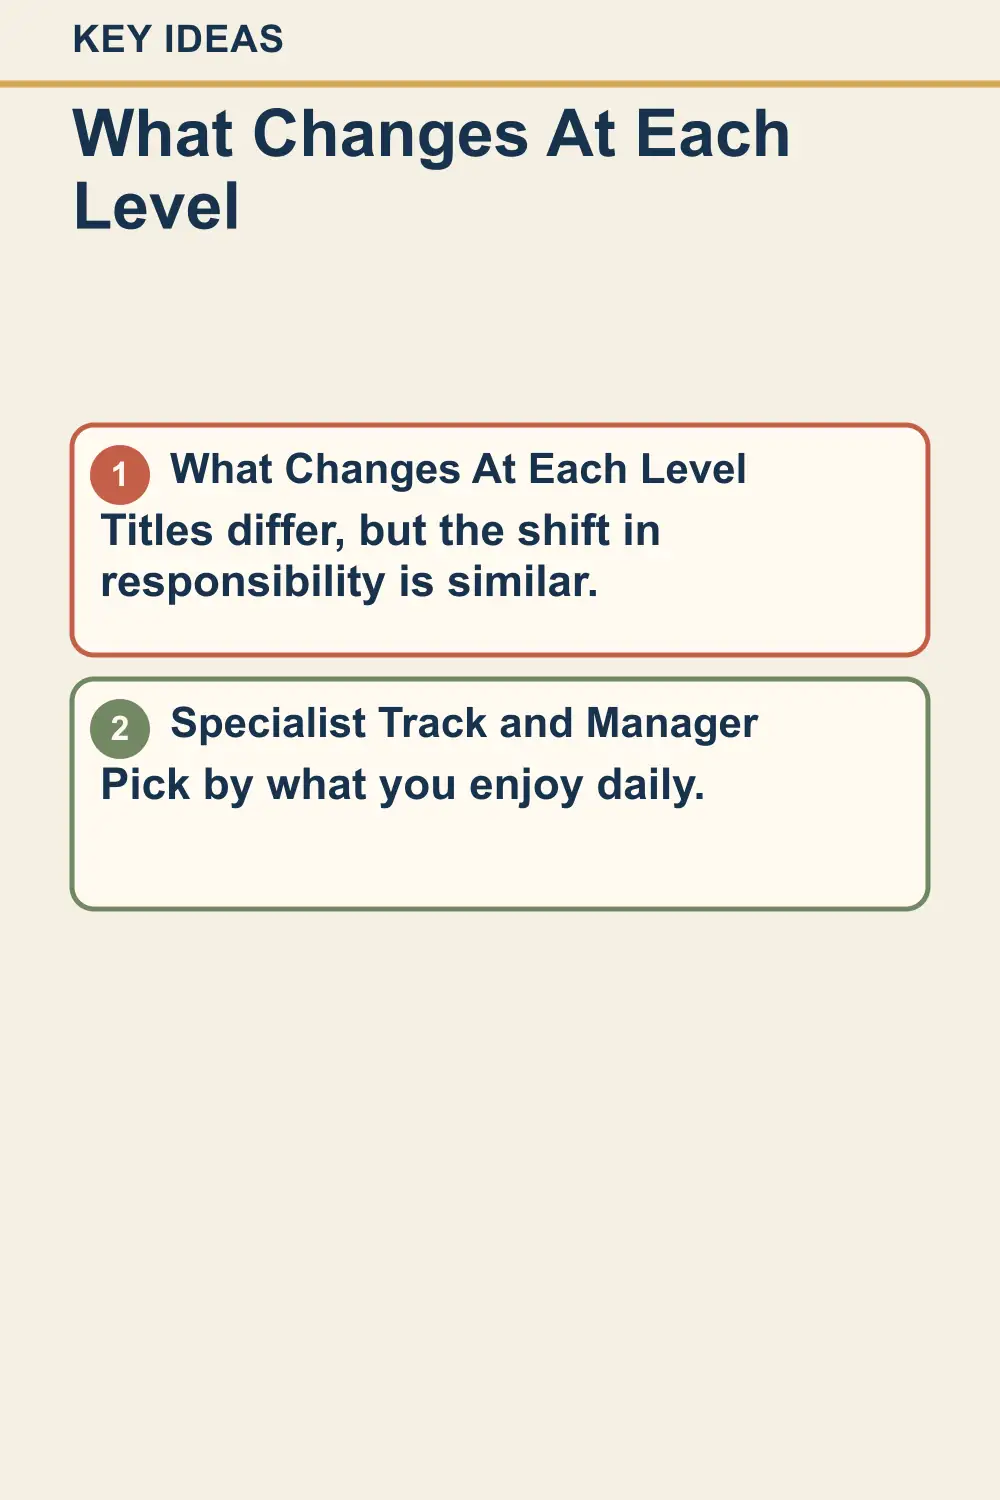 KEY IDEAS
What Changes At Each
Level
1 What Changes At Each Level
Titles differ, but the shift in
responsibility is similar.
2 Specialist Track and Manager
Pick by what you enjoy daily.